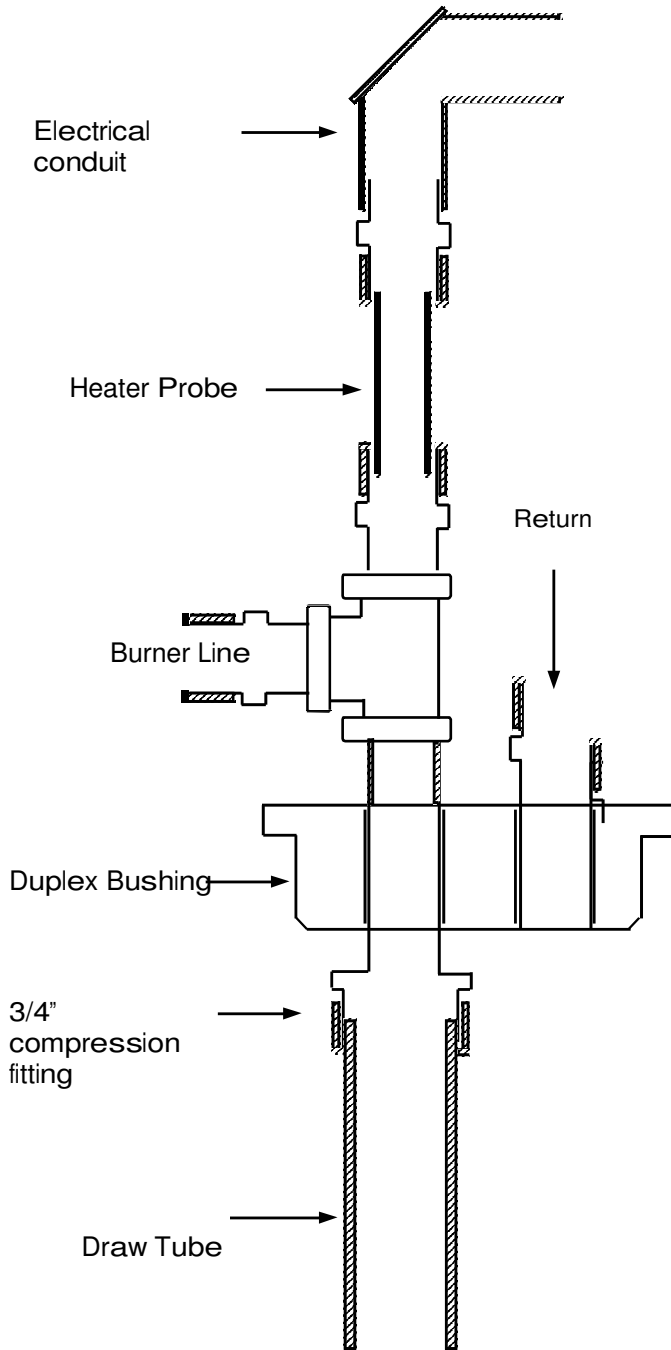 Electrical
conduit
Heater Probe
Return
Burner Line
Duplex Bushing
3/4”
compression
fitting
Draw Tube